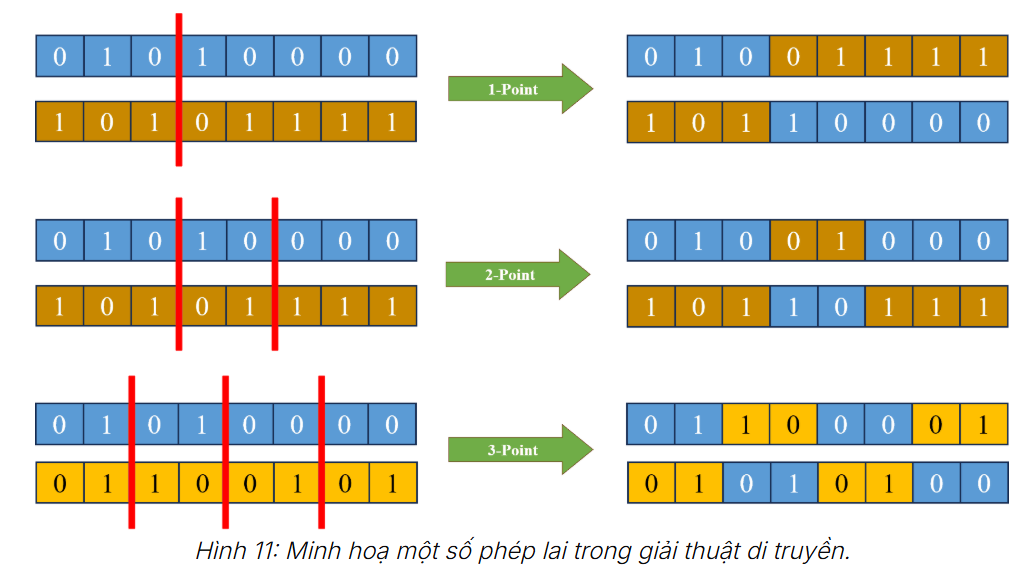 0 1 0 1 0 0 0 0
1 0 1 0 1 1 1 1
1-Point
0 1 0 0 1 1 1 1
1 0 1 1 0 0 0 0
0 1 0 1 0 0 0 0
1 0 1 0 1 1 1 1
2-Point
0 1 0 0 1 0 0 0
1 0 1 1 0 1 1 1
0 1 0 1 0 0 0 0
0 1 1 0 0 1 0 1
3-Point
0 1 1 0 0 0 0 1
0 1 0 1 0 1 0 0
Hình 11: Minh hoạ một số phép lai trong giải thuật di truyền.